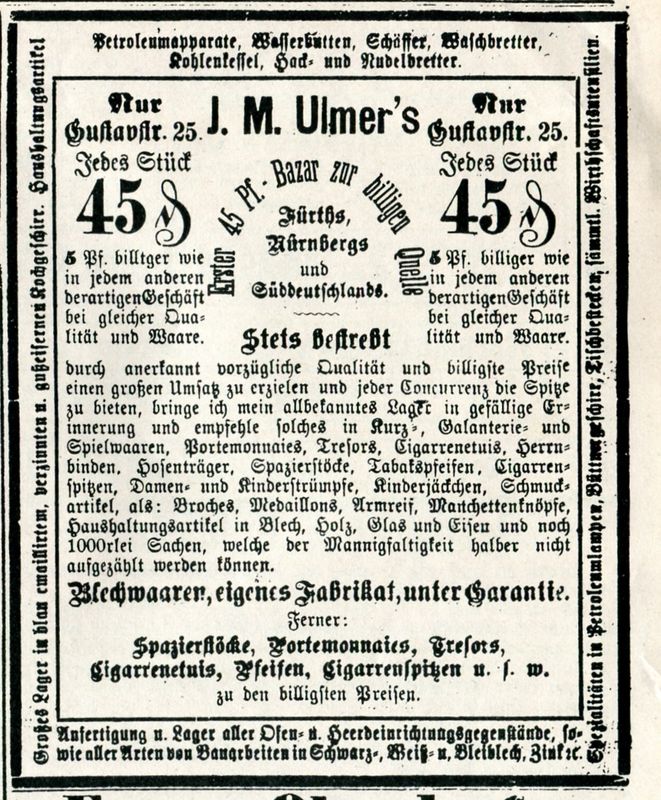 Petroleumapparate, Wasserbutten, Schäffer, Waschbretter,
Kohlenkessel, Hack- und Nudelbretter.
Großes Lager in blau emaillirtem, verzinnten u. gußeisernen Kochgeschirr. Haushaltungsartikel
Nur
Gustavstr. 25.
Jedes Stück
45 ₰
5 Pf. billtger wie
in jedem anderen
derartigen Geschäft
bei gleicher Qua-
lität und Waare.
J. M. Ulmer's
Erster 45 Pf.-Bazar zur billigen Quelle
Fürths,
Nürnbergs
und
Süddeutschlands.
Nur
Gustavstr. 25.
Jedes Stück
45 ₰
5 Pf. billiger wie
in jedem anderen
derartigen Geschäft
bei gleicher Qua-
lität und Waare.
Stets bestrebt
durch anerkannt vorzügliche Qualität und billigste Preise
einen großen Umsatz zu erzielen und jeder Concurrenz die Spitze
zu bieten, bringe ich mein allbekanntes Lager in gefällige Er-
innerung und empfehle solches in Kurz-, Galanterie- und
Spielwaaren, Portemonnaies, Tresors, Cigarrenetuis, Herrn-
binden, Hosenträger, Spazierstöcke, Tabakspfeifen, Cigarren-
spitzen, Damen- und Kinderstrümpfe, Kinderjäckchen, Schmuck-
artikel, als: Broches, Medaillons, Armreif, Manchettenknöpfe,
Haushaltungsartikel in Blech, Holz, Glas und Eisen und noch
1000rlei Sachen, welche der Mannigfaltigkeit halber nicht
aufgezählt werden können.
Blechwaaren, eigenes Fabrikat, unter Garantie.
Ferner:
Spazierstöcke, Portemonnaies, Tresors,
Cigarrenetuis, Pfeifen, Cigarrenspitzen u. s. w.
zu den billigsten Preisen.
Spezialitäten in Petroleumlampen, Büttnergeschirre, Tischbestecken, sämmtl. Wirthschaftsutensilien.
Anfertigung u. Lager aller Ofen- u. Heerdeinrichtungsgegenstände, so-
wie aller Arten von Bauarbeiten in Schwarz-, Weiß- u. Bleiblech, Zink ꝛc.